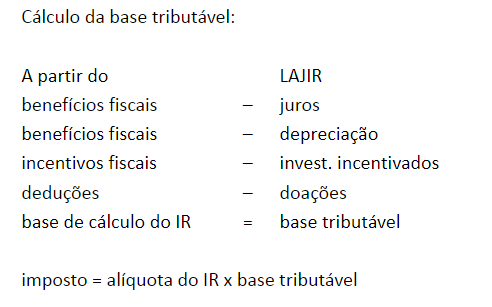 Cálculo da base tributável:
A partir do LAJIR
benefícios fiscais – juros
benefícios fiscais – depreciação
incentivos fiscais – invest. incentivados
deduções – doações
base de cálculo do IR = base tributável
imposto = alíquota do IR x base tributável